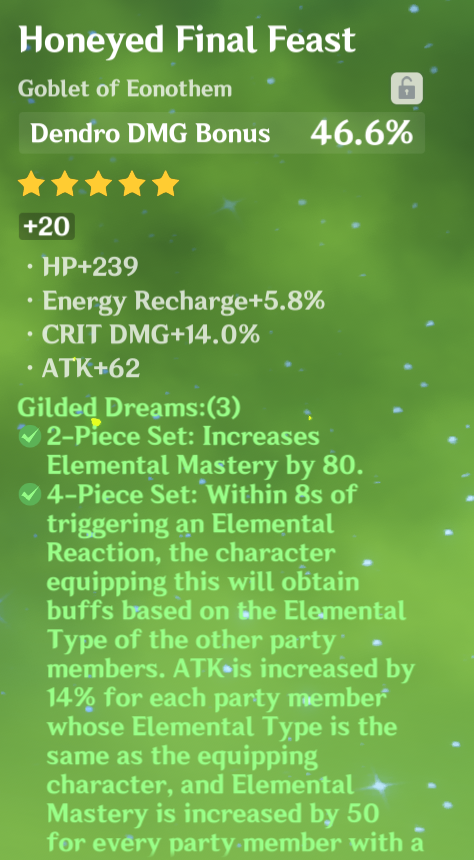 Honeyed Final Feast
Goblet of Eonothem
Dendro DMG Bonus 46.6%
+20
· HP+239
· Energy Recharge+5.8%
· CRIT DMG+14.0%
· ATK+62
Gilded Dreams:(3)
2-Piece Set: Increases
Elemental Mastery by 80.
4-Piece Set: Within 8s of
triggering an Elemental
Reaction, the character
equipping this will obtain
buffs based on the Elemental
Type of the other party
members. ATK is increased by
14% for each party member
whose Elemental Type is the
same as the equipping
character, and Elemental
Mastery is increased by 50
for every party member with a